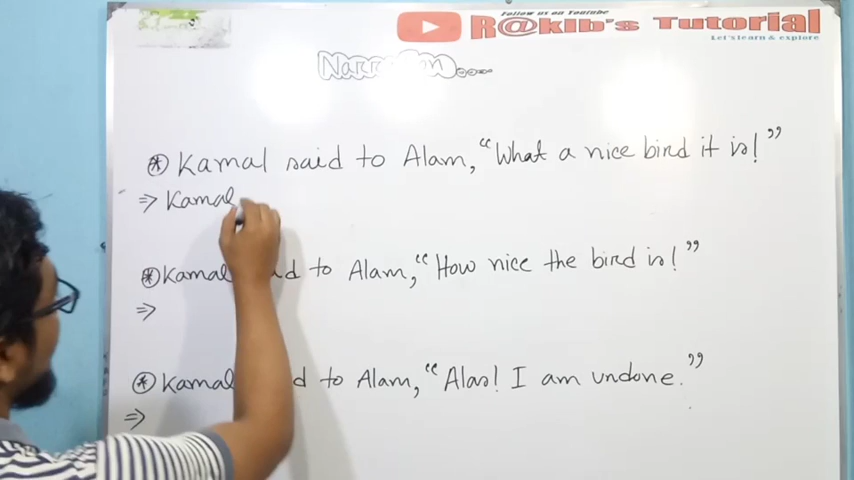 Follow us on Youtube
R@kib's Tutorial
Let's learn & explore
Narration...
* Kamal said to Alam, "What a nice bird it is!"
⇒ Kamal
* Kamal to Alam, "How nice the bird is!"
⇒
* Kamal to Alam, "Alas! I am undone."
⇒